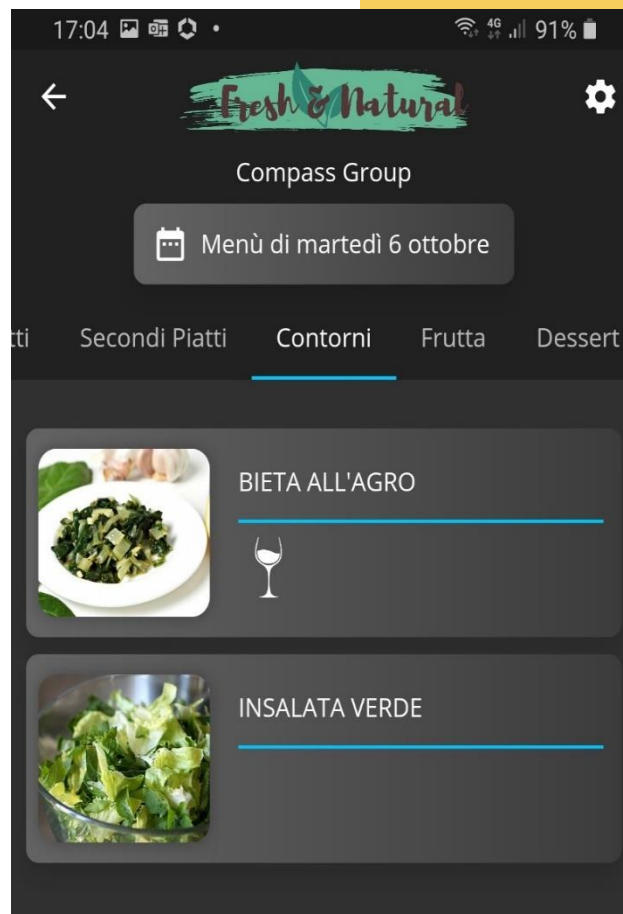 17:04 4G 91%
Fresh & Natural
Compass Group
Menù di martedì 6 ottobre
tti Secondi Piatti Contorni Frutta Dessert
BIETA ALL'AGRO
INSALATA VERDE